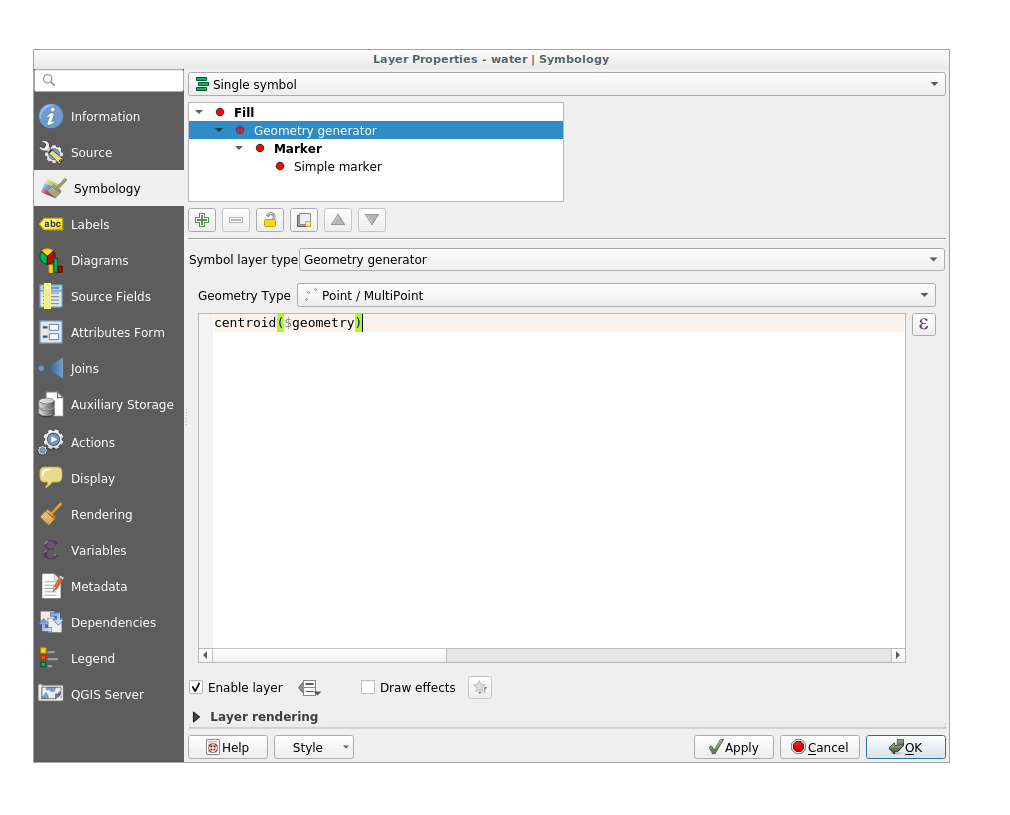 Layer Properties - water | Symbology
Information
Source
Symbology
abc Labels
Diagrams
Source Fields
Attributes Form
Joins
Auxiliary Storage
Actions
Display
Rendering
Variables
Metadata
Dependencies
Legend
QGIS Server
Single symbol
Fill
Geometry generator
Marker
Simple marker
Symbol layer type Geometry generator
Geometry Type Point / MultiPoint
centroid($geometry)
ε
Enable layer Draw effects
Layer rendering
Help Style Apply Cancel OK